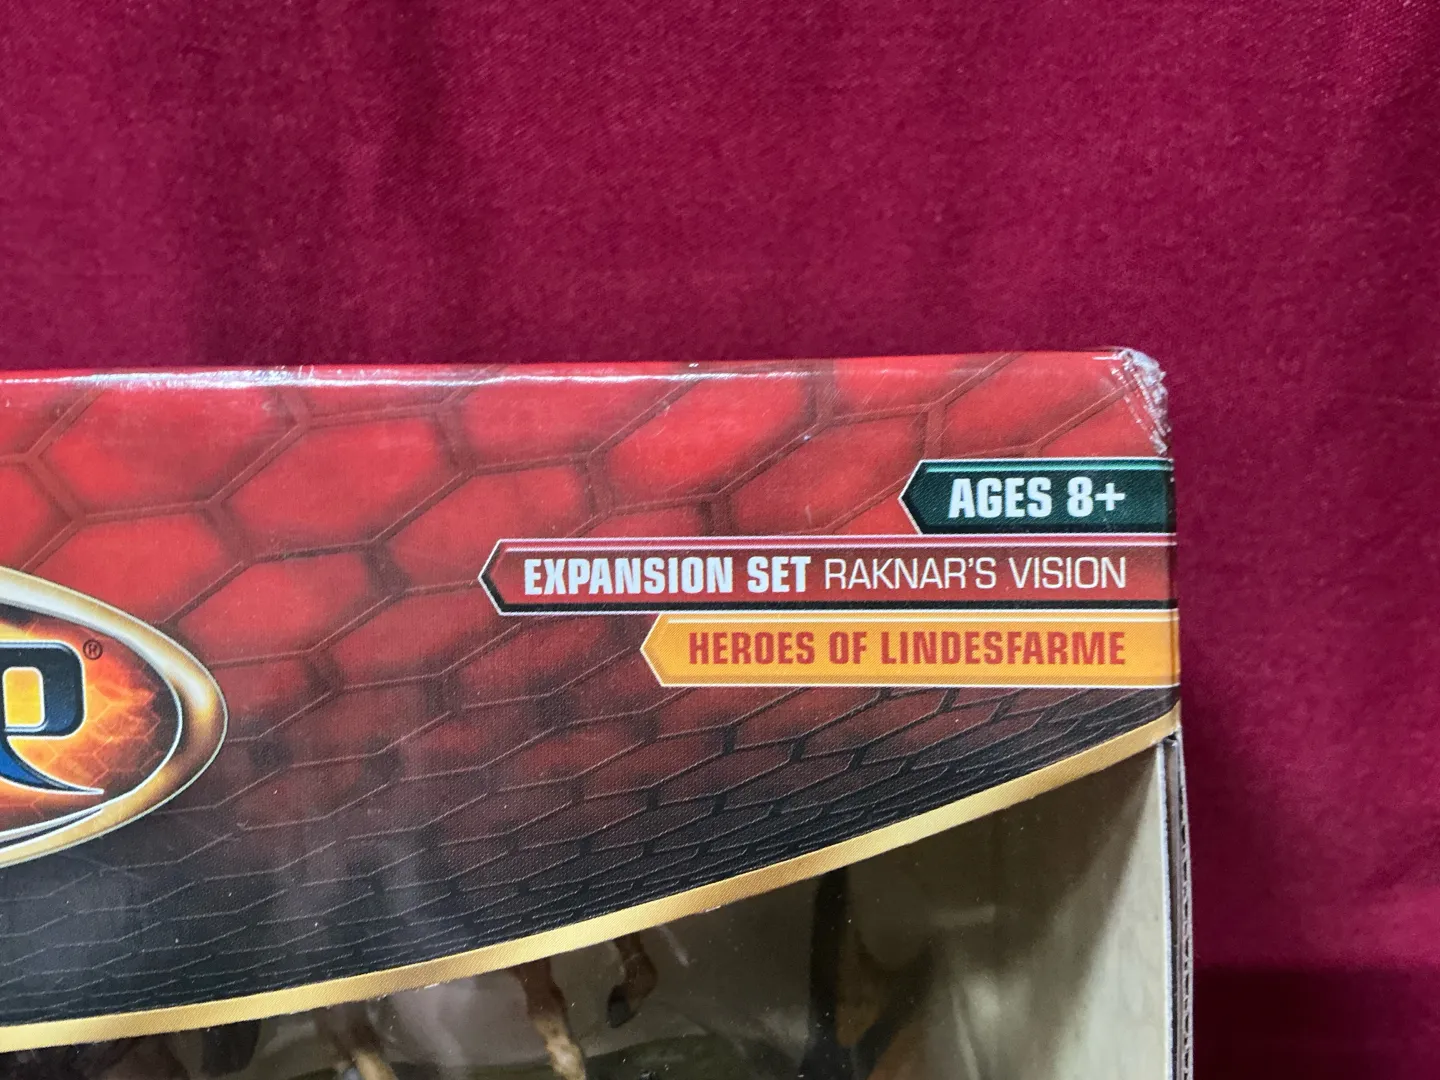 AGES 8+
EXPANSION SET RAKNAR'S VISION
HEROES OF LINDESFARME
®